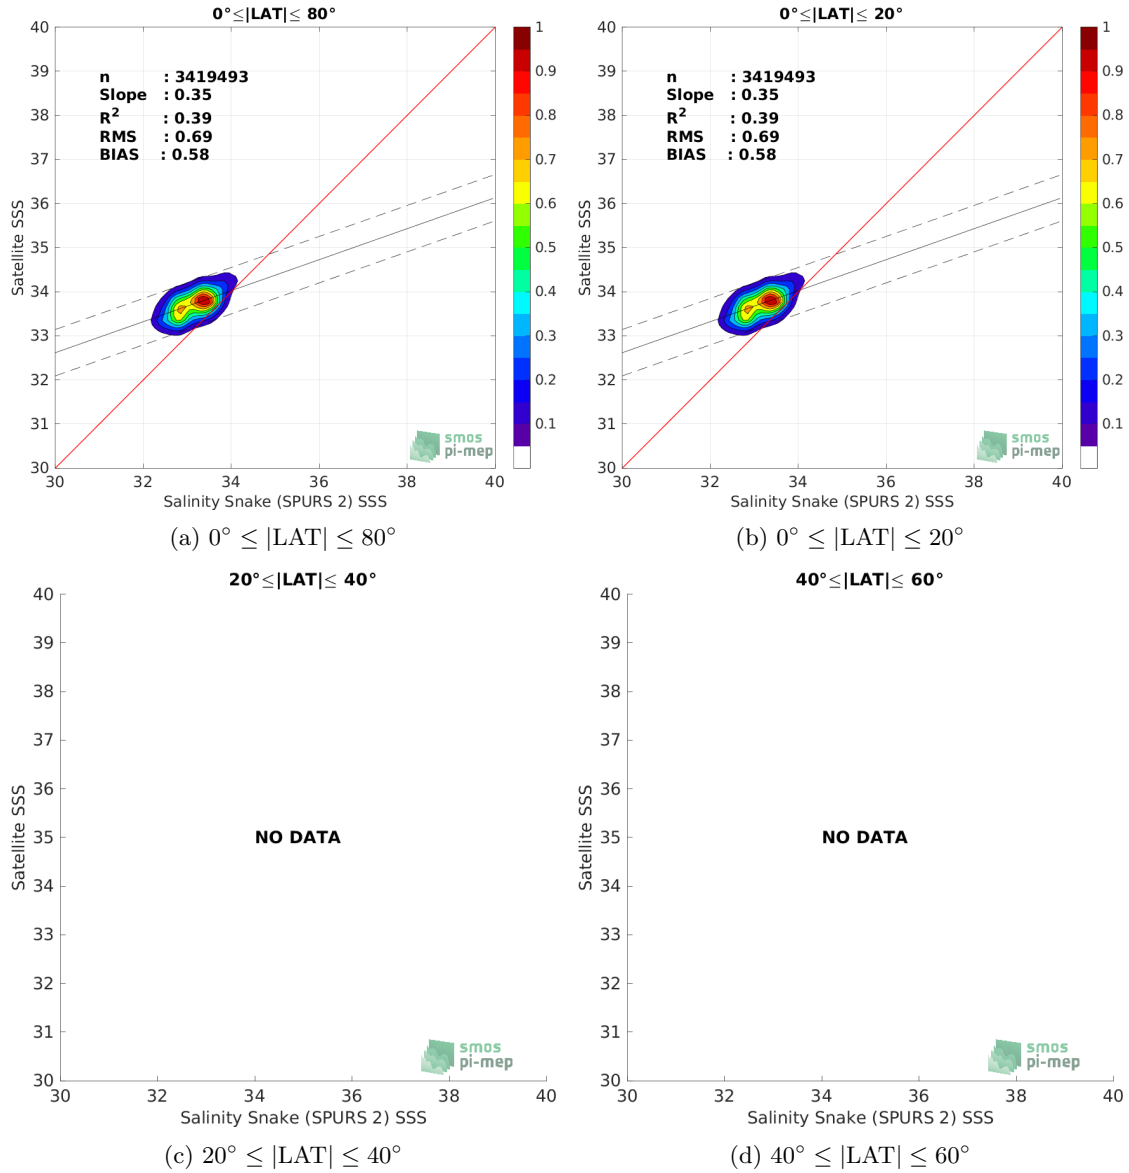 0°≤|LAT|≤ 80°
n : 3419493
Slope : 0.35
R² : 0.39
RMS : 0.69
BIAS : 0.58
Satellite SSS
40
39
38
37
36
35
34
33
32
31
30
30 32 34 36 38 40
Salinity Snake (SPURS 2) SSS
1
0.9
0.8
0.7
0.6
0.5
0.4
0.3
0.2
0.1
smos
pi-mep
(a) 0° ≤ |LAT| ≤ 80°
0°≤|LAT|≤ 20°
n : 3419493
Slope : 0.35
R² : 0.39
RMS : 0.69
BIAS : 0.58
Satellite SSS
40
39
38
37
36
35
34
33
32
31
30
30 32 34 36 38 40
Salinity Snake (SPURS 2) SSS
1
0.9
0.8
0.7
0.6
0.5
0.4
0.3
0.2
0.1
smos
pi-mep
(b) 0° ≤ |LAT| ≤ 20°
20°≤|LAT|≤ 40°
Satellite SSS
40
39
38
37
36
35
34
33
32
31
30
NO DATA
smos
pi-mep
30 32 34 36 38 40
Salinity Snake (SPURS 2) SSS
(c) 20° ≤ |LAT| ≤ 40°
40°≤|LAT|≤ 60°
Satellite SSS
40
39
38
37
36
35
34
33
32
31
30
NO DATA
smos
pi-mep
30 32 34 36 38 40
Salinity Snake (SPURS 2) SSS
(d) 40° ≤ |LAT| ≤ 60°